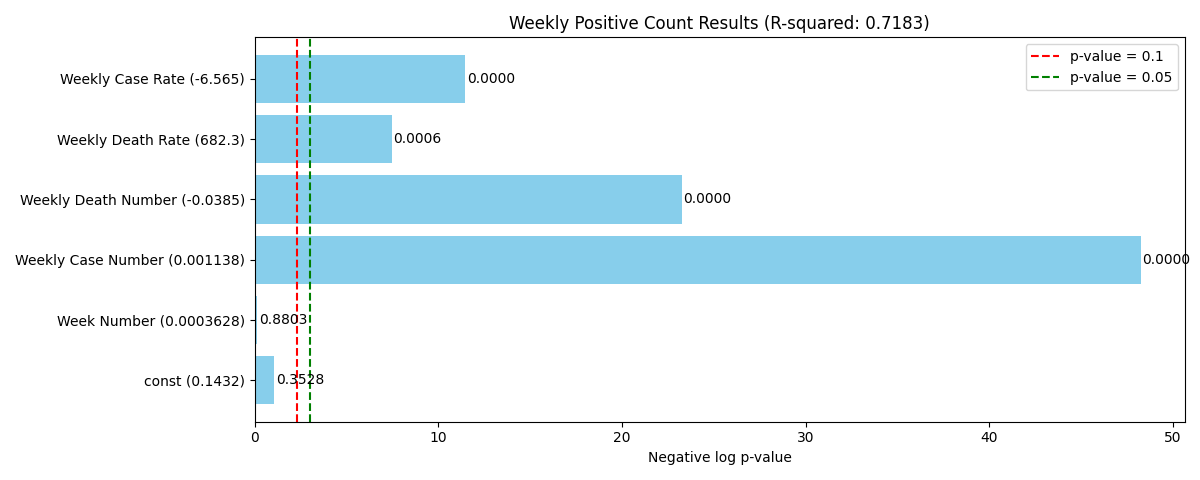 Weekly Positive Count Results (R-squared: 0.7183)
p-value = 0.1
p-value = 0.05
Weekly Case Rate (-6.565)
0.0000
Weekly Death Rate (682.3)
0.0006
Weekly Death Number (-0.0385)
0.0000
Weekly Case Number (0.001138)
0.0000
Week Number (0.0003628)
0.8803
const (0.1432)
0.3528
0 10 20 30 40 50
Negative log p-value